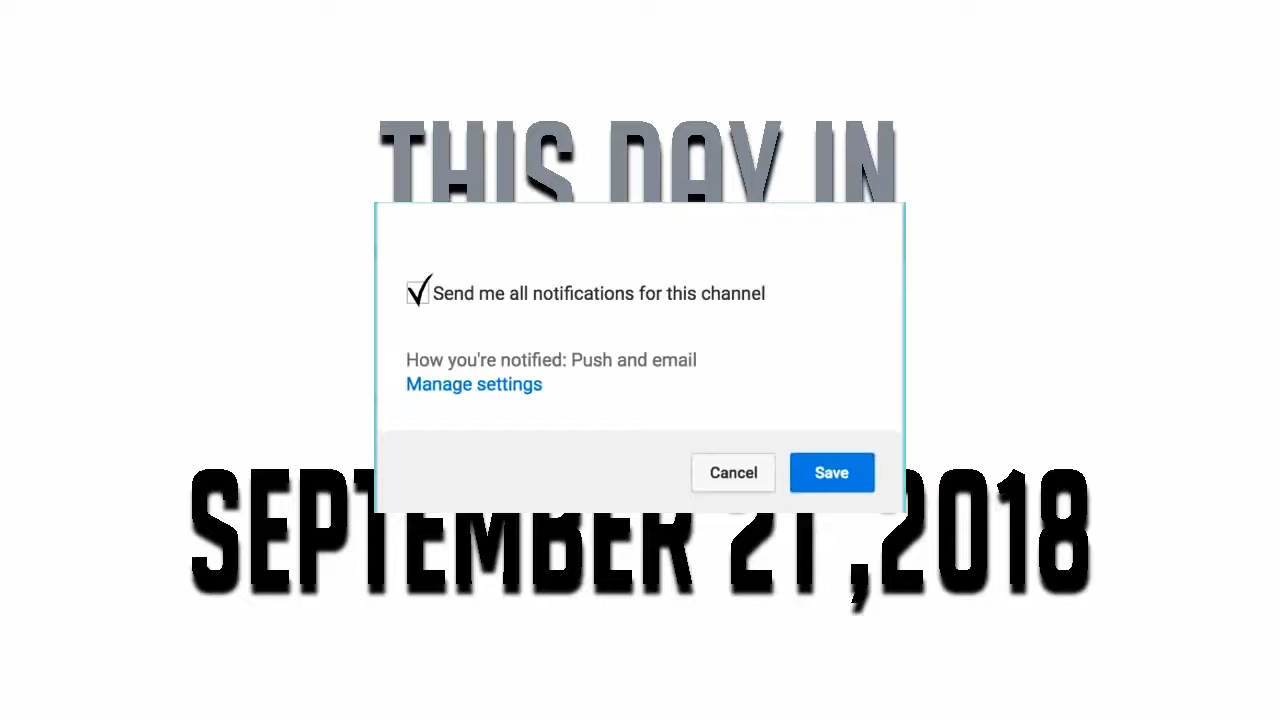 THIS DAY IN
Send me all notifications for this channel
How you're notified: Push and email
Manage settings
Cancel Save
SEPTEMBER 21 ,2018